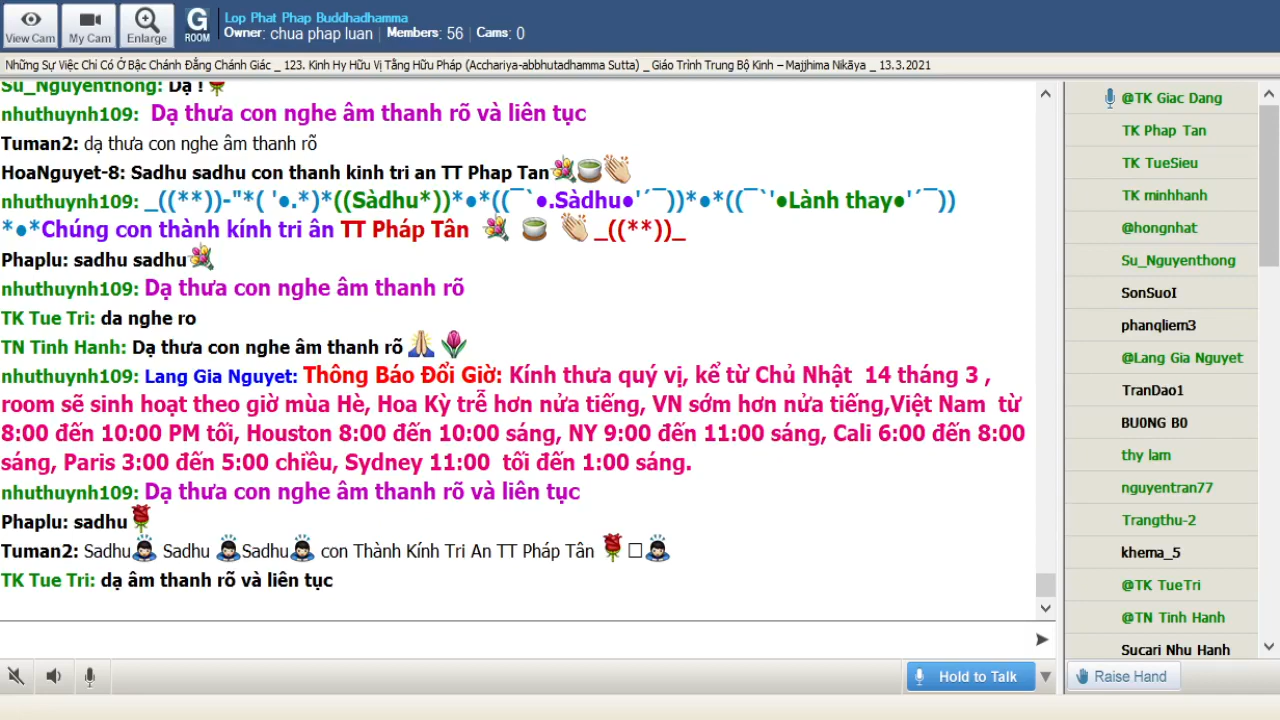 View Cam
My Cam
Enlarge
G
ROOM
Lop Phat Phap Buddhadhamma
Owner: chua phap luan | Members: 56 | Cams: 0
Những Sự Việc Chỉ Có Ở Bậc Chánh Đẳng Chánh Giác _ 123. Kinh Hy Hữu Vị Tằng Hữu Pháp (Acchariya-abbhutadhamma Sutta) _ Giáo Trình Trung Bộ Kinh – Majjhima Nikāya _ 13.3.2021
Su_Nguyenthong: Dạ !
nhuthuynh109: Dạ thưa con nghe âm thanh rõ và liên tục
Tuman2: dạ thưa con nghe âm thanh rõ
HoaNguyet-8: Sadhu sadhu con thanh kinh tri an TT Phap Tan
nhuthuynh109: _((**))-"*( '●.*)*((Sàdhu*))*●*((¯`●.Sàdhu●'´¯))*●*((¯`'●Lành thay●'´¯))
*●*Chúng con thành kính tri ân TT Pháp Tân _((**))_
Phaplu: sadhu sadhu
nhuthuynh109: Dạ thưa con nghe âm thanh rõ
TK Tue Tri: da nghe ro
TN Tinh Hanh: Dạ thưa con nghe âm thanh rõ
nhuthuynh109: Lang Gia Nguyet: Thông Báo Đổi Giờ: Kính thưa quý vị, kể từ Chủ Nhật 14 tháng 3 ,
room sẽ sinh hoạt theo giờ mùa Hè, Hoa Kỳ trễ hơn nửa tiếng, VN sớm hơn nửa tiếng,Việt Nam từ
8:00 đến 10:00 PM tối, Houston 8:00 đến 10:00 sáng, NY 9:00 đến 11:00 sáng, Cali 6:00 đến 8:00
sáng, Paris 3:00 đến 5:00 chiều, Sydney 11:00 tối đến 1:00 sáng.
nhuthuynh109: Dạ thưa con nghe âm thanh rõ và liên tục
Phaplu: sadhu
Tuman2: Sadhu Sadhu Sadhu con Thành Kính Tri An TT Pháp Tân
TK Tue Tri: dạ âm thanh rõ và liên tục
@TK Giac Dang
TK Phap Tan
TK TueSieu
TK minhhanh
@hongnhat
Su_Nguyenthong
SonSuoI
phanqliem3
@Lang Gia Nguyet
TranDao1
BU0NG B0
thy lam
nguyentran77
Trangthu-2
khema_5
@TK TueTri
@TN Tinh Hanh
Sucari Nhu Hanh
Hold to Talk
Raise Hand